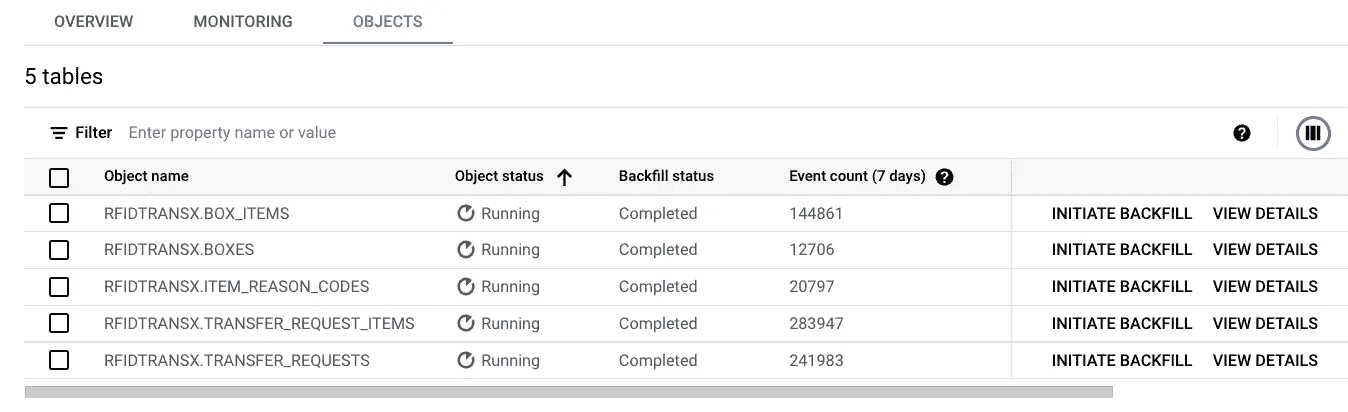 OVERVIEW MONITORING OBJECTS
5 tables
Filter Enter property name or value
Object name Object status Backfill status Event count (7 days)
RFIDTRANSX.BOX_ITEMS Running Completed 144861 INITIATE BACKFILL VIEW DETAILS
RFIDTRANSX.BOXES Running Completed 12706 INITIATE BACKFILL VIEW DETAILS
RFIDTRANSX.ITEM_REASON_CODES Running Completed 20797 INITIATE BACKFILL VIEW DETAILS
RFIDTRANSX.TRANSFER_REQUEST_ITEMS Running Completed 283947 INITIATE BACKFILL VIEW DETAILS
RFIDTRANSX.TRANSFER_REQUESTS Running Completed 241983 INITIATE BACKFILL VIEW DETAILS